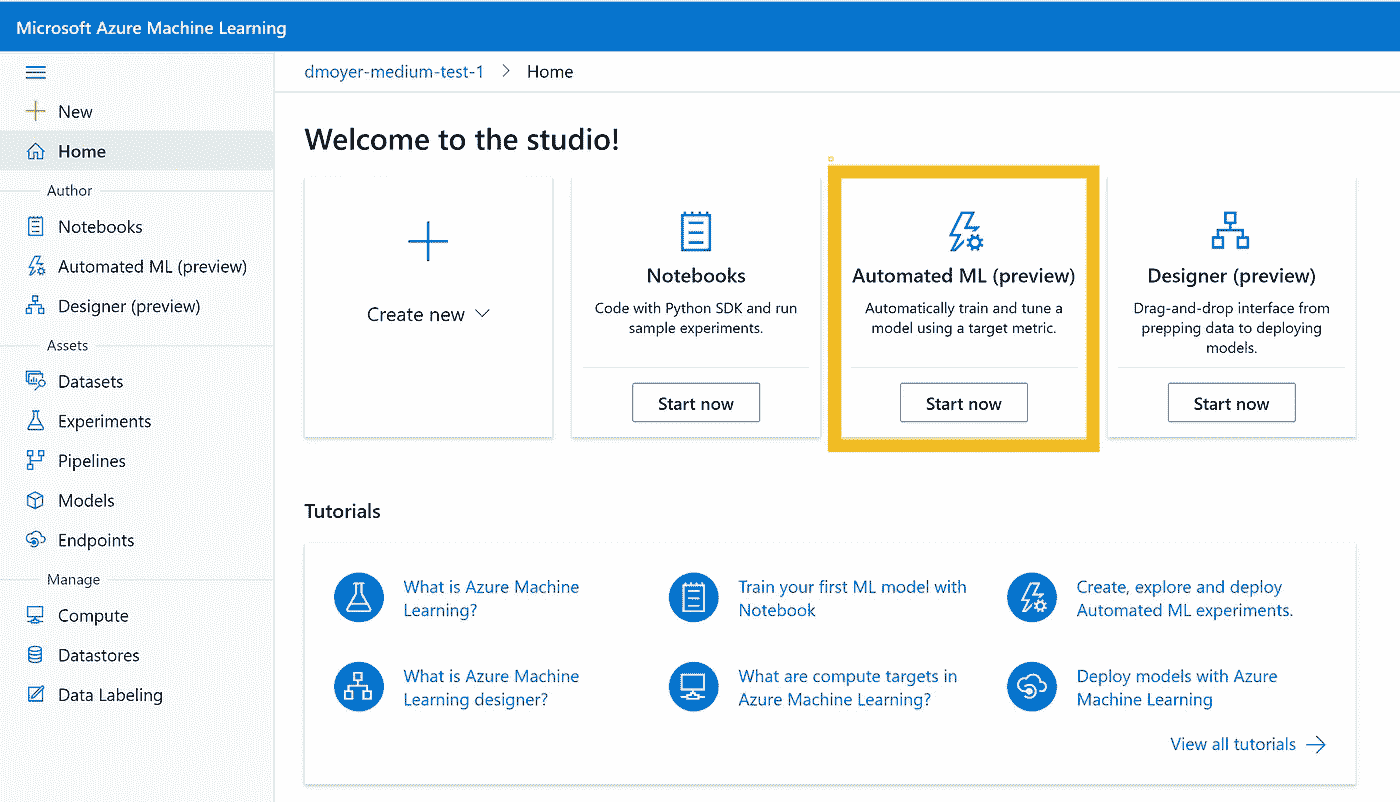 Microsoft Azure Machine Learning
New
Home
Author
Notebooks
Automated ML (preview)
Designer (preview)
Assets
Datasets
Experiments
Pipelines
Models
Endpoints
Manage
Compute
Datastores
Data Labeling
dmoyer-medium-test-1 > Home
Welcome to the studio!
Create new
Notebooks
Code with Python SDK and run
sample experiments.
Start now
Automated ML (preview)
Automatically train and tune a
model using a target metric.
Start now
Designer (preview)
Drag-and-drop interface from
prepping data to deploying
models.
Start now
Tutorials
What is Azure Machine
Learning?
Train your first ML model with
Notebook
Create, explore and deploy
Automated ML experiments.
What is Azure Machine
Learning designer?
What are compute targets in
Azure Machine Learning?
Deploy models with Azure
Machine Learning
View all tutorials